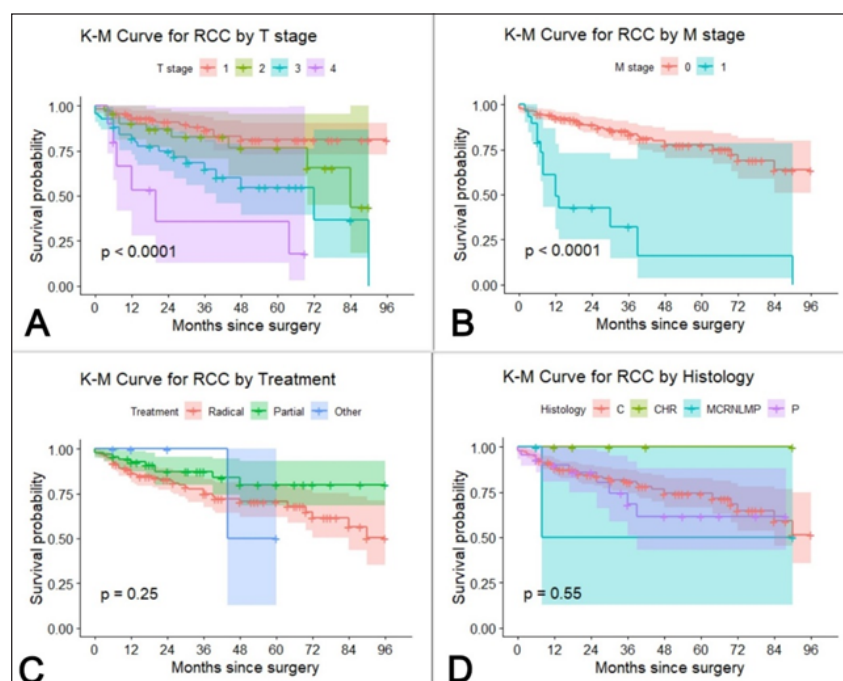 K-M Curve for RCC by T stage
T stage 1 2 3 4
Survival probability
1.00
0.75
0.50
0.25
0.00
p < 0.0001
0 12 24 36 48 60 72 84 96
Months since surgery
A
K-M Curve for RCC by M stage
M stage 0 1
Survival probability
1.00
0.75
0.50
0.25
0.00
p < 0.0001
0 12 24 36 48 60 72 84 96
Months since surgery
B
K-M Curve for RCC by Treatment
Treatment Radical Partial Other
Survival probability
1.00
0.75
0.50
0.25
0.00
p = 0.25
0 12 24 36 48 60 72 84 96
Months since surgery
C
K-M Curve for RCC by Histology
Histology C CHR MCRNLMP P
Survival probability
1.00
0.75
0.50
0.25
0.00
p = 0.55
0 12 24 36 48 60 72 84 96
Months since surgery
D